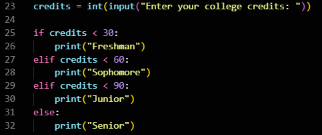 23 credits = int(input("Enter your college credits: "))
24
25 if credits < 30:
26     print("Freshman")
27 elif credits < 60:
28     print("Sophomore")
29 elif credits < 90:
30     print("Junior")
31 else:
32     print("Senior")